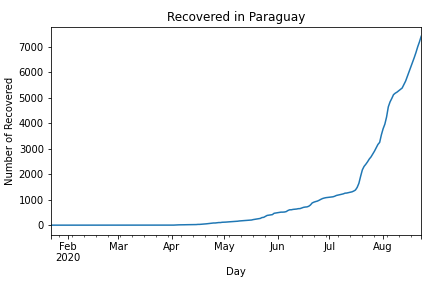 Recovered in Paraguay
Number of Recovered
7000
6000
5000
4000
3000
2000
1000
0
Feb
2020
Mar
Apr
May
Jun
Jul
Aug
Day